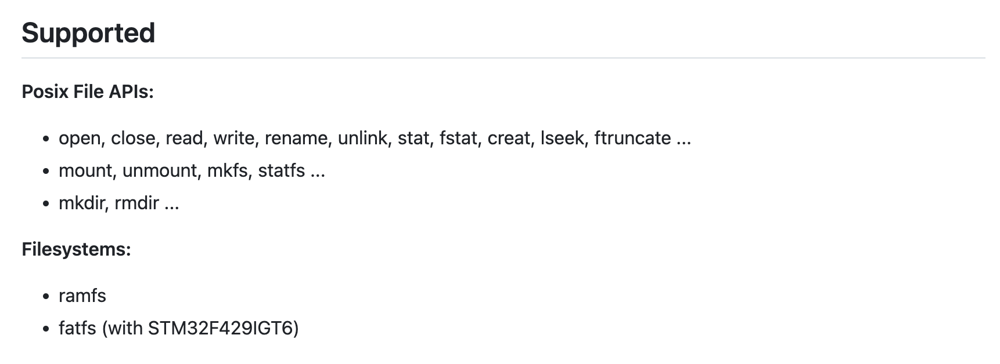 Supported
Posix File APIs:
• open, close, read, write, rename, unlink, stat, fstat, creat, lseek, ftruncate ...
• mount, unmount, mkfs, statfs ...
• mkdir, rmdir ...
Filesystems:
• ramfs
• fatfs (with STM32F429IGT6)